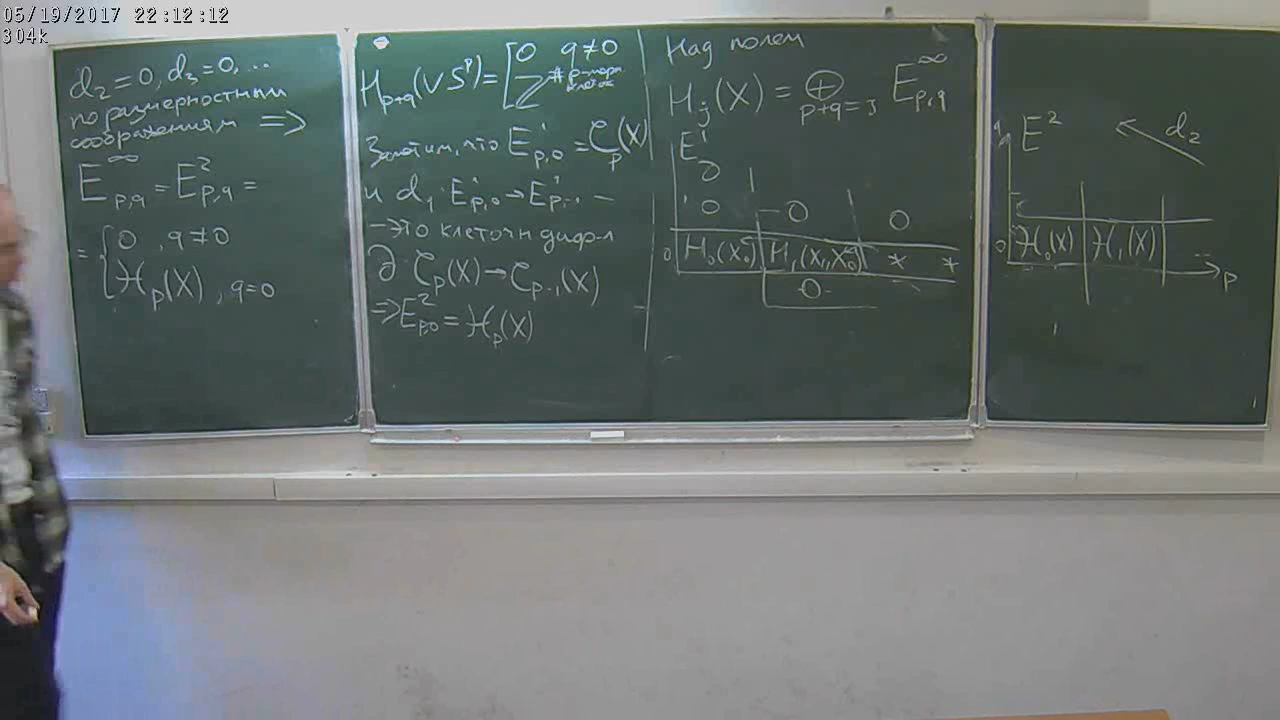 05/19/2017 22:12:12
304k
d₂=0, d₃=0, ...
по размерностным
соображениям ⟹
E^∞_{p,q} = E²_{p,q} =
= { 0 , q≠0
ℋ_p(X) , q=0
H_{p+q}(∨S^p) = [ 0 q≠0
ℤ^{# p-мерн клеток}
Заметим, что E¹_{p,0} = C_p(X)
и d₁: E¹_{p,0} → E¹_{p-1,0} –
– это клеточн диф-л
∂: C_p(X) → C_{p-1}(X)
⟹ E²_{p,0} = ℋ_p(X)
Над полем
H_j(X) = ⊕_{p+q=j} E^∞_{p,q}
E¹
0
0 0 0
0 H₀(X₀) H₁(X₁,X₀) * *
0
E² d₂
q
0 ℋ₀(X) ℋ₁(X) ...
p